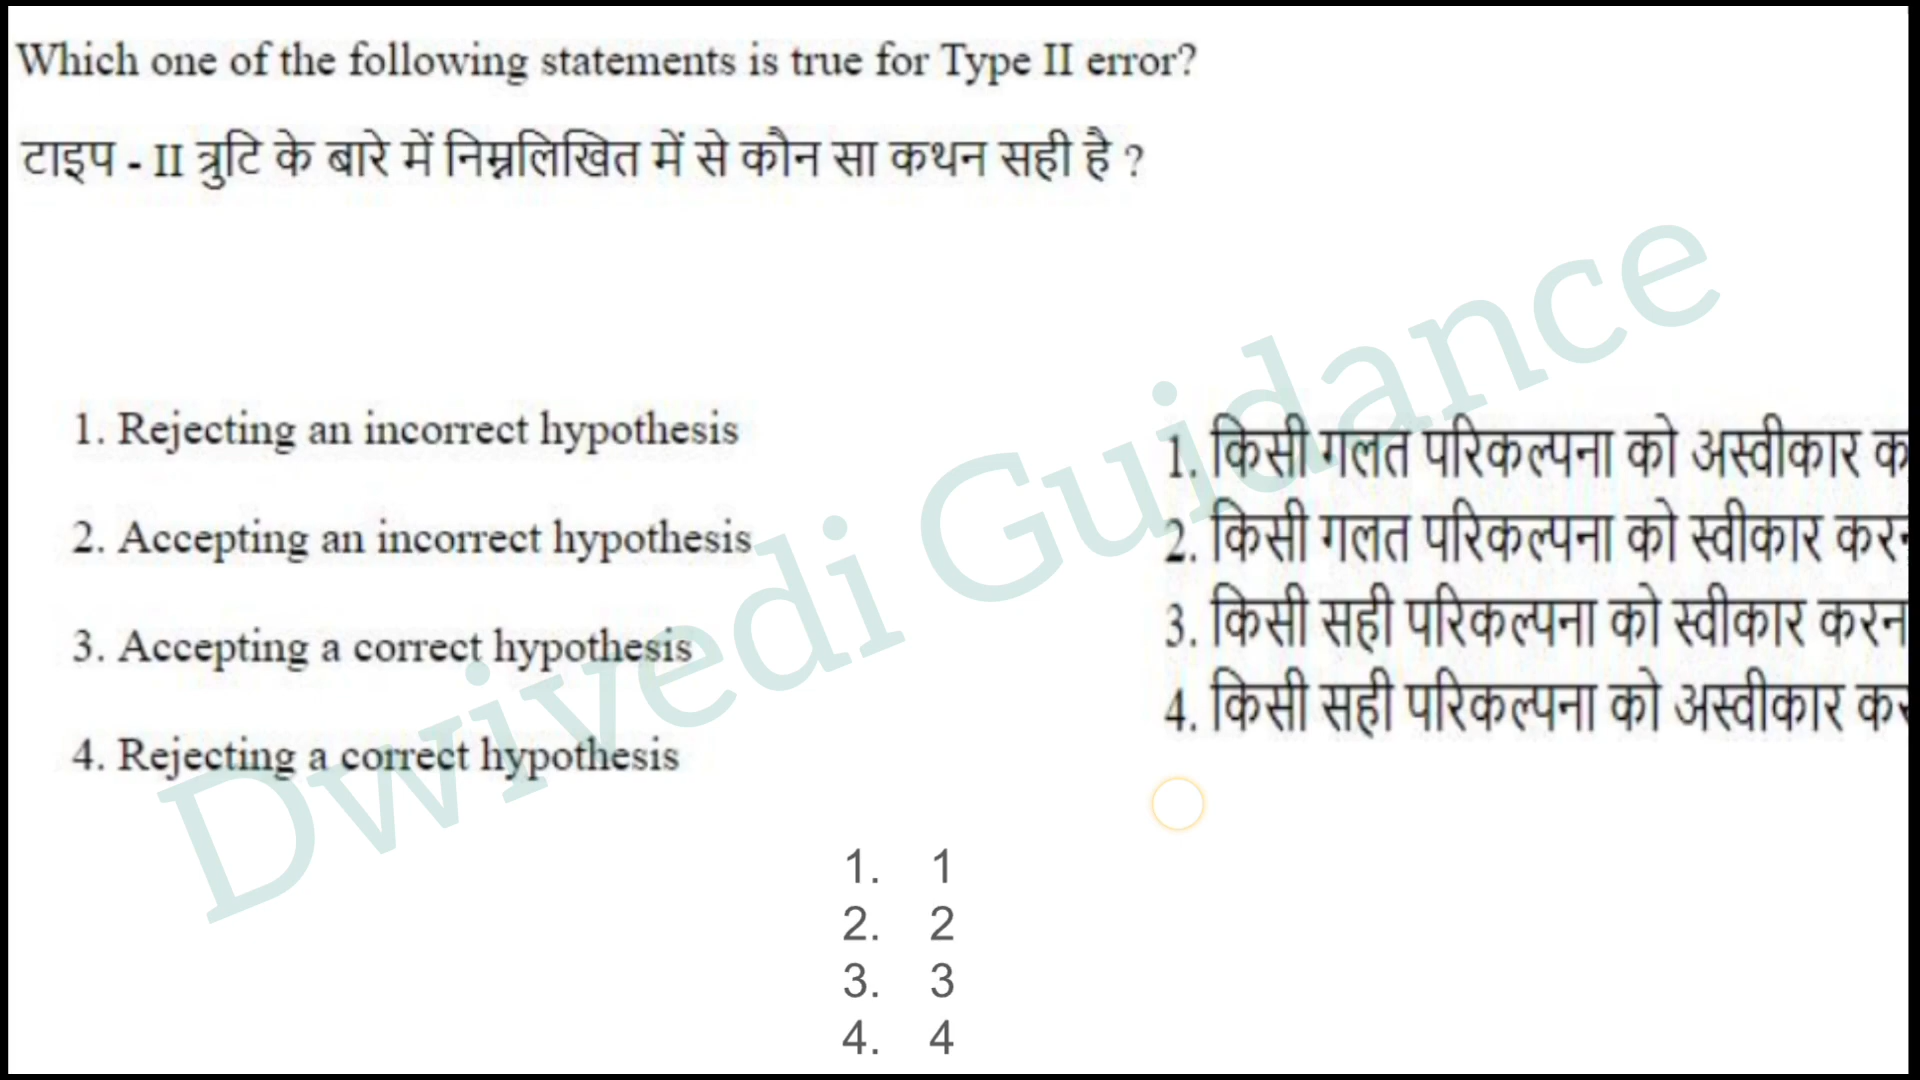 Which one of the following statements is true for Type II error?
टाइप - II त्रुटि के बारे में निम्नलिखित में से कौन सा कथन सही है ?
1. Rejecting an incorrect hypothesis
2. Accepting an incorrect hypothesis
3. Accepting a correct hypothesis
4. Rejecting a correct hypothesis
1. किसी गलत परिकल्पना को अस्वीकार
2. किसी गलत परिकल्पना को स्वीकार
3. किसी सही परिकल्पना को स्वीकार
4. किसी सही परिकल्पना को अस्वीकार
Dwivedi Guidance
1. 1
2. 2
3. 3
4. 4